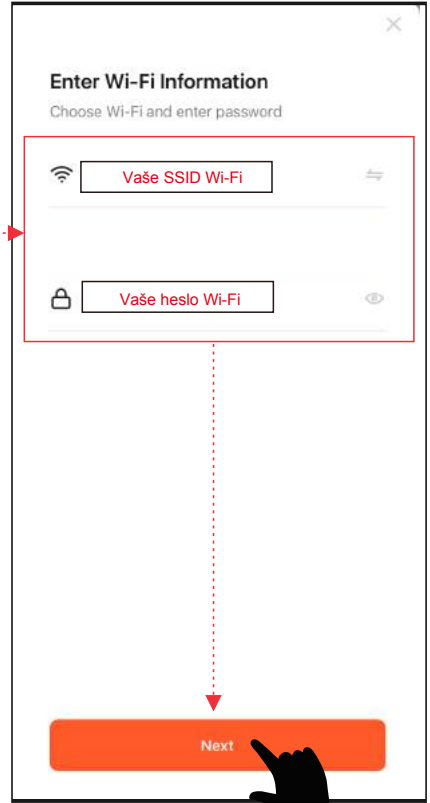 Enter Wi-Fi Information
Choose Wi-Fi and enter password
Vaše SSID Wi-Fi
Vaše heslo Wi-Fi
Next